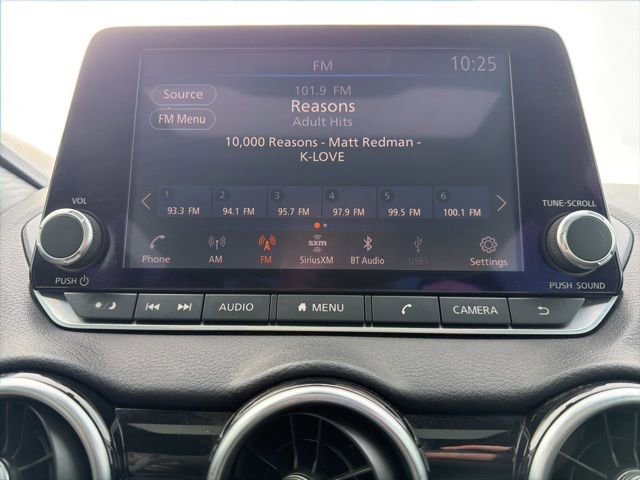 FM
10:25
Source
101.9 FM
Reasons
FM Menu
Adult Hits
10,000 Reasons - Matt Redman -
K-LOVE
VOL
TUNE•SCROLL
1 2 3 4 5 6
93.3 FM 94.1 FM 95.7 FM 97.9 FM 99.5 FM 100.1 FM
sxm
Phone AM FM SiriusXM BT Audio USB1 Settings
PUSH
PUSH SOUND
AUDIO MENU CAMERA